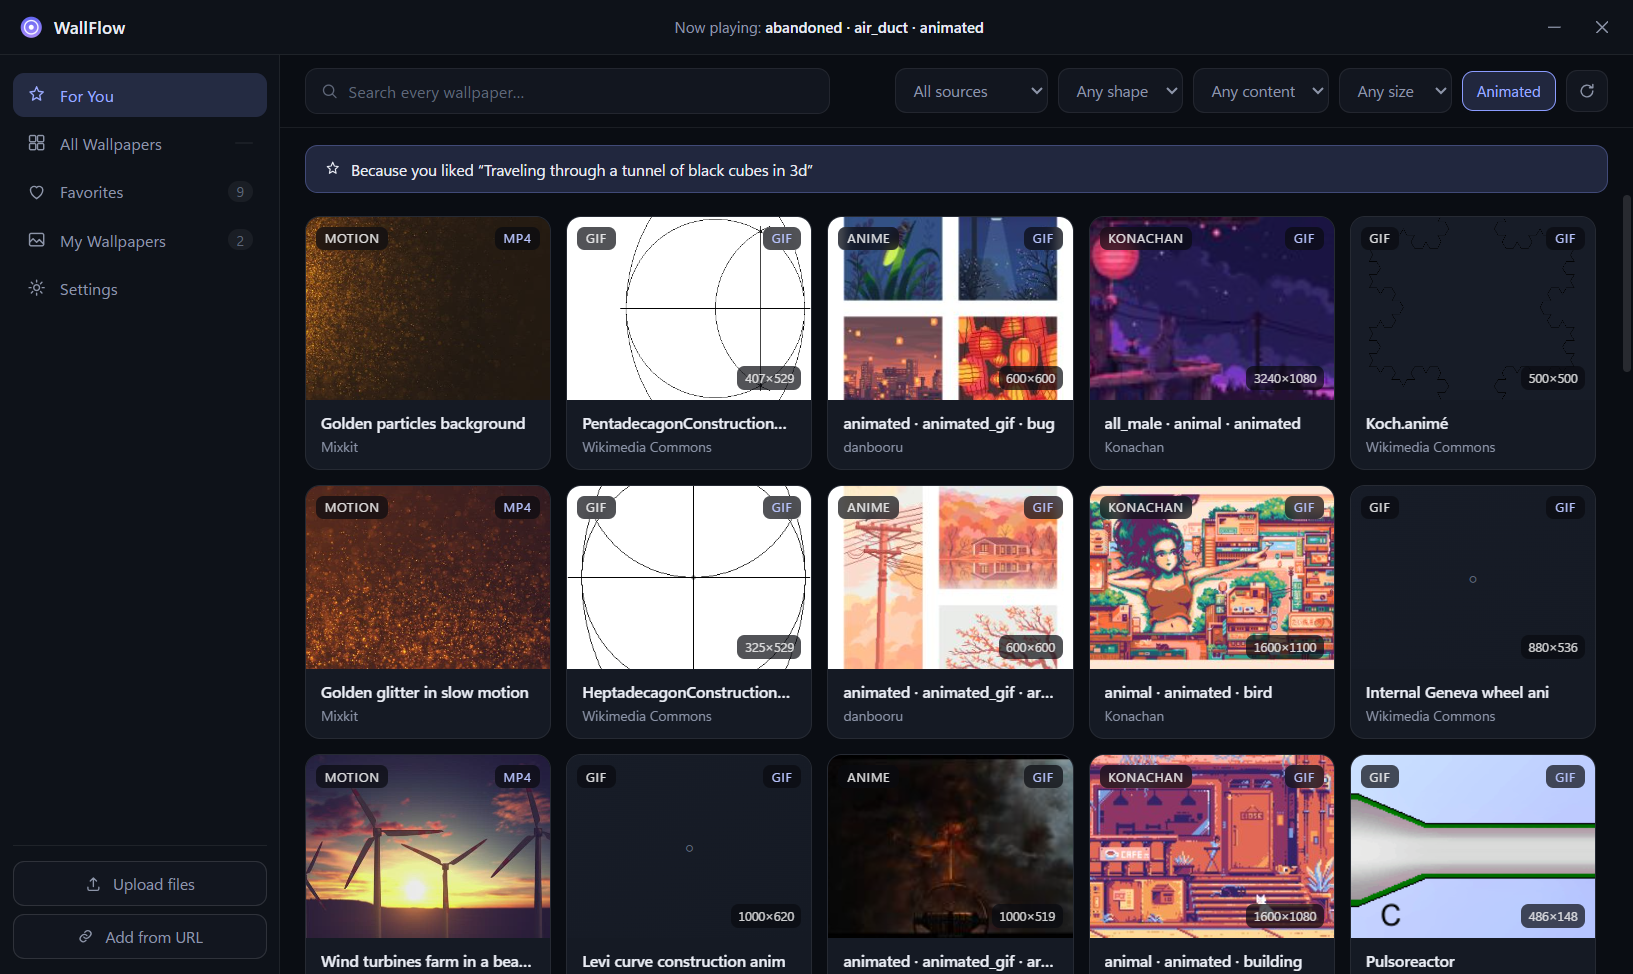 WallFlow
Now playing: abandoned · air_duct · animated
For You
All Wallpapers
Favorites 9
My Wallpapers 2
Settings
Upload files
Add from URL
Search every wallpaper...
All sources
Any shape
Any content
Any size
Animated
Because you liked “Traveling through a tunnel of black cubes in 3d”
MOTION MP4
Golden particles background
Mixkit
GIF GIF
407×529
PentadecagonConstruction...
Wikimedia Commons
ANIME GIF
600×600
animated · animated_gif · bug
danbooru
KONACHAN GIF
3240×1080
all_male · animal · animated
Konachan
GIF GIF
500×500
Koch.animé
Wikimedia Commons
MOTION MP4
Golden glitter in slow motion
Mixkit
GIF GIF
325×529
HeptadecagonConstruction...
Wikimedia Commons
ANIME GIF
600×600
animated · animated_gif · ar...
danbooru
KONACHAN GIF
1600×1100
animal · animated · bird
Konachan
GIF GIF
880×536
Internal Geneva wheel ani
Wikimedia Commons
MOTION MP4
Wind turbines farm in a bea...
GIF GIF
1000×620
Levi curve construction anim
ANIME GIF
1000×519
animated · animated_gif · ar...
KONACHAN GIF
CAFE
1600×1080
animal · animated · building
GIF GIF
C
486×148
Pulsoreactor